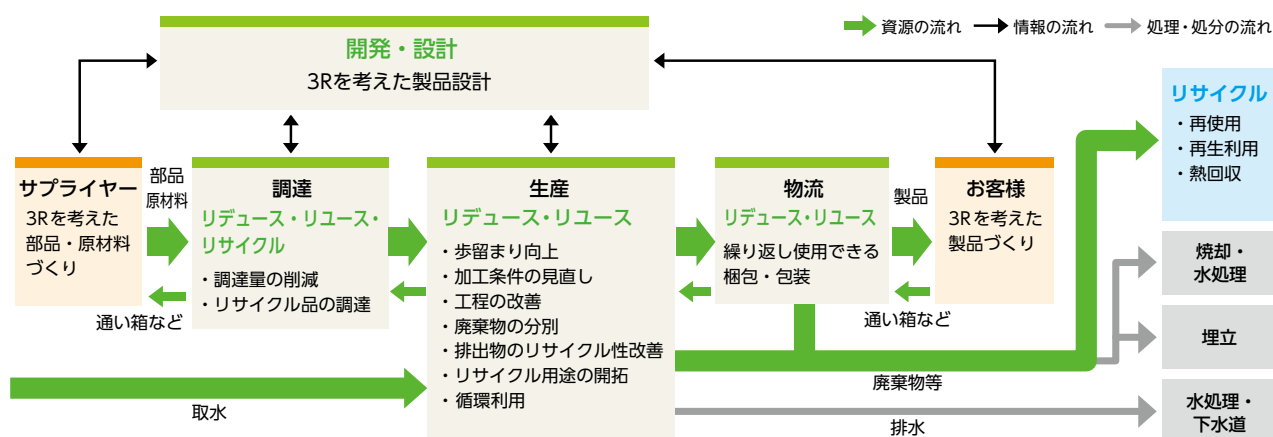 資源の流れ
情報の流れ
処理・処分の流れ
開発・設計
3Rを考えた製品設計
サプライヤー
3Rを考えた
部品・原材料
づくり
部品
原材料
通い箱など
調達
リデュース・リユース・
リサイクル
・調達量の削減
・リサイクル品の調達
生産
リデュース・リユース
・歩留まり向上
・加工条件の見直し
・工程の改善
・廃棄物の分別
・排出物のリサイクル性改善
・リサイクル用途の開拓
・循環利用
物流
リデュース・リユース
繰り返し使用できる
梱包・包装
製品
通い箱など
お客様
3Rを考えた
製品づくり
リサイクル
・再使用
・再生利用
・熱回収
焼却・
水処理
埋立
水処理・
下水道
取水
廃棄物等
排水